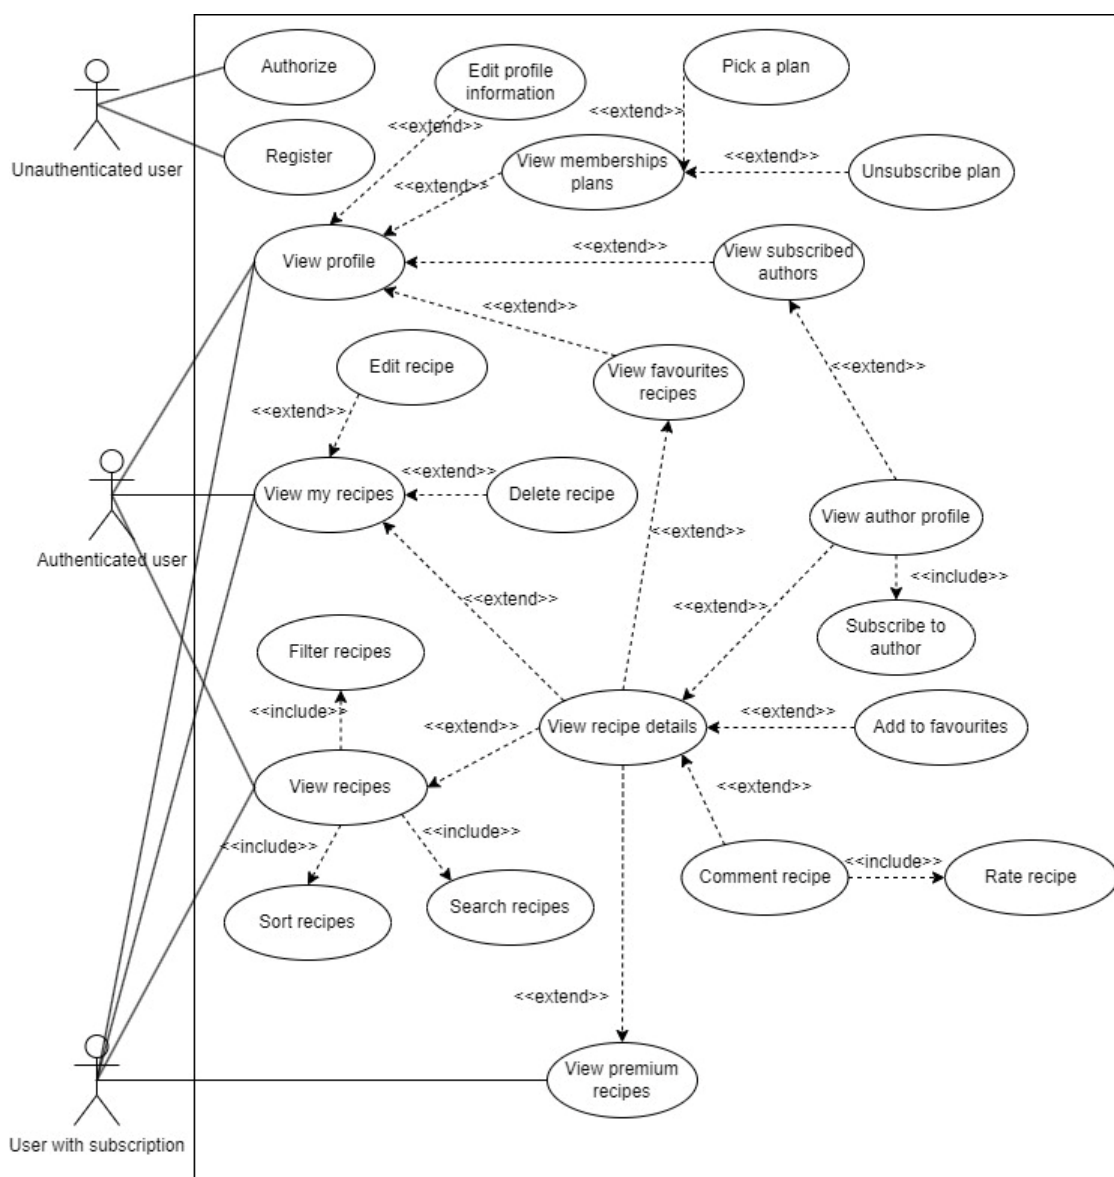 Authorize
Edit profile
information
Pick a plan
<<extend>>
<<extend>>
Register
View memberships
plans
<<extend>>
Unsubscribe plan
Unauthenticated user
<<extend>>
View profile
<<extend>>
View subscribed
authors
<<extend>>
Edit recipe
View favourites
recipes
<<extend>>
<<extend>>
View my recipes
<<extend>>
Delete recipe
View author profile
<<extend>>
Authenticated user
<<include>>
<<extend>>
<<extend>>
Subscribe to
author
Filter recipes
<<include>>
<<extend>>
View recipe details
<<extend>>
Add to favourites
View recipes
<<extend>>
<<include>>
<<include>>
Comment recipe
<<include>>
Rate recipe
Sort recipes
Search recipes
<<extend>>
View premium
recipes
User with subscription